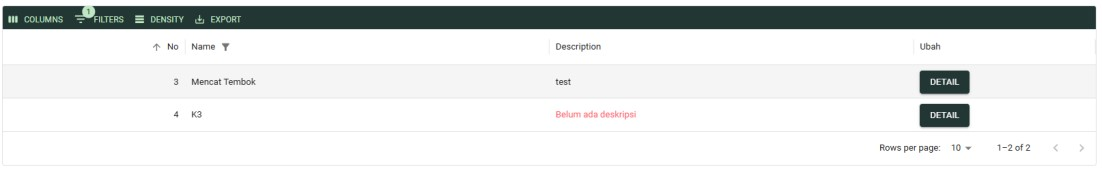 COLUMNS 1 FILTERS DENSITY EXPORT
No Name Description Ubah
3 Mencat Tembok test DETAIL
4 K3 Belum ada deskripsi DETAIL
Rows per page: 10 1–2 of 2